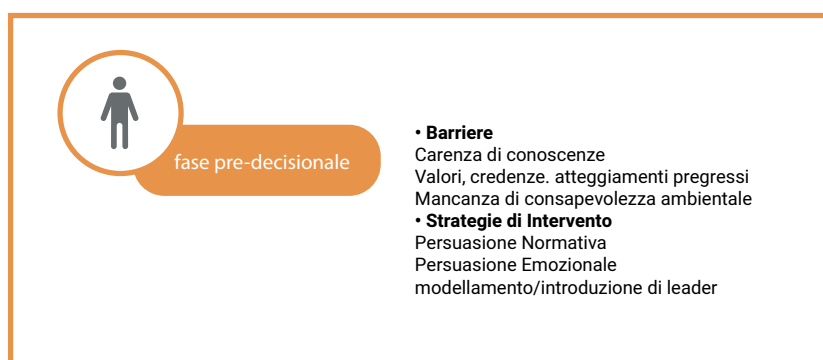 fase pre-decisionale
• Barriere
Carenza di conoscenze
Valori, credenze. atteggiamenti pregressi
Mancanza di consapevolezza ambientale
• Strategie di Intervento
Persuasione Normativa
Persuasione Emozionale
modellamento/introduzione di leader